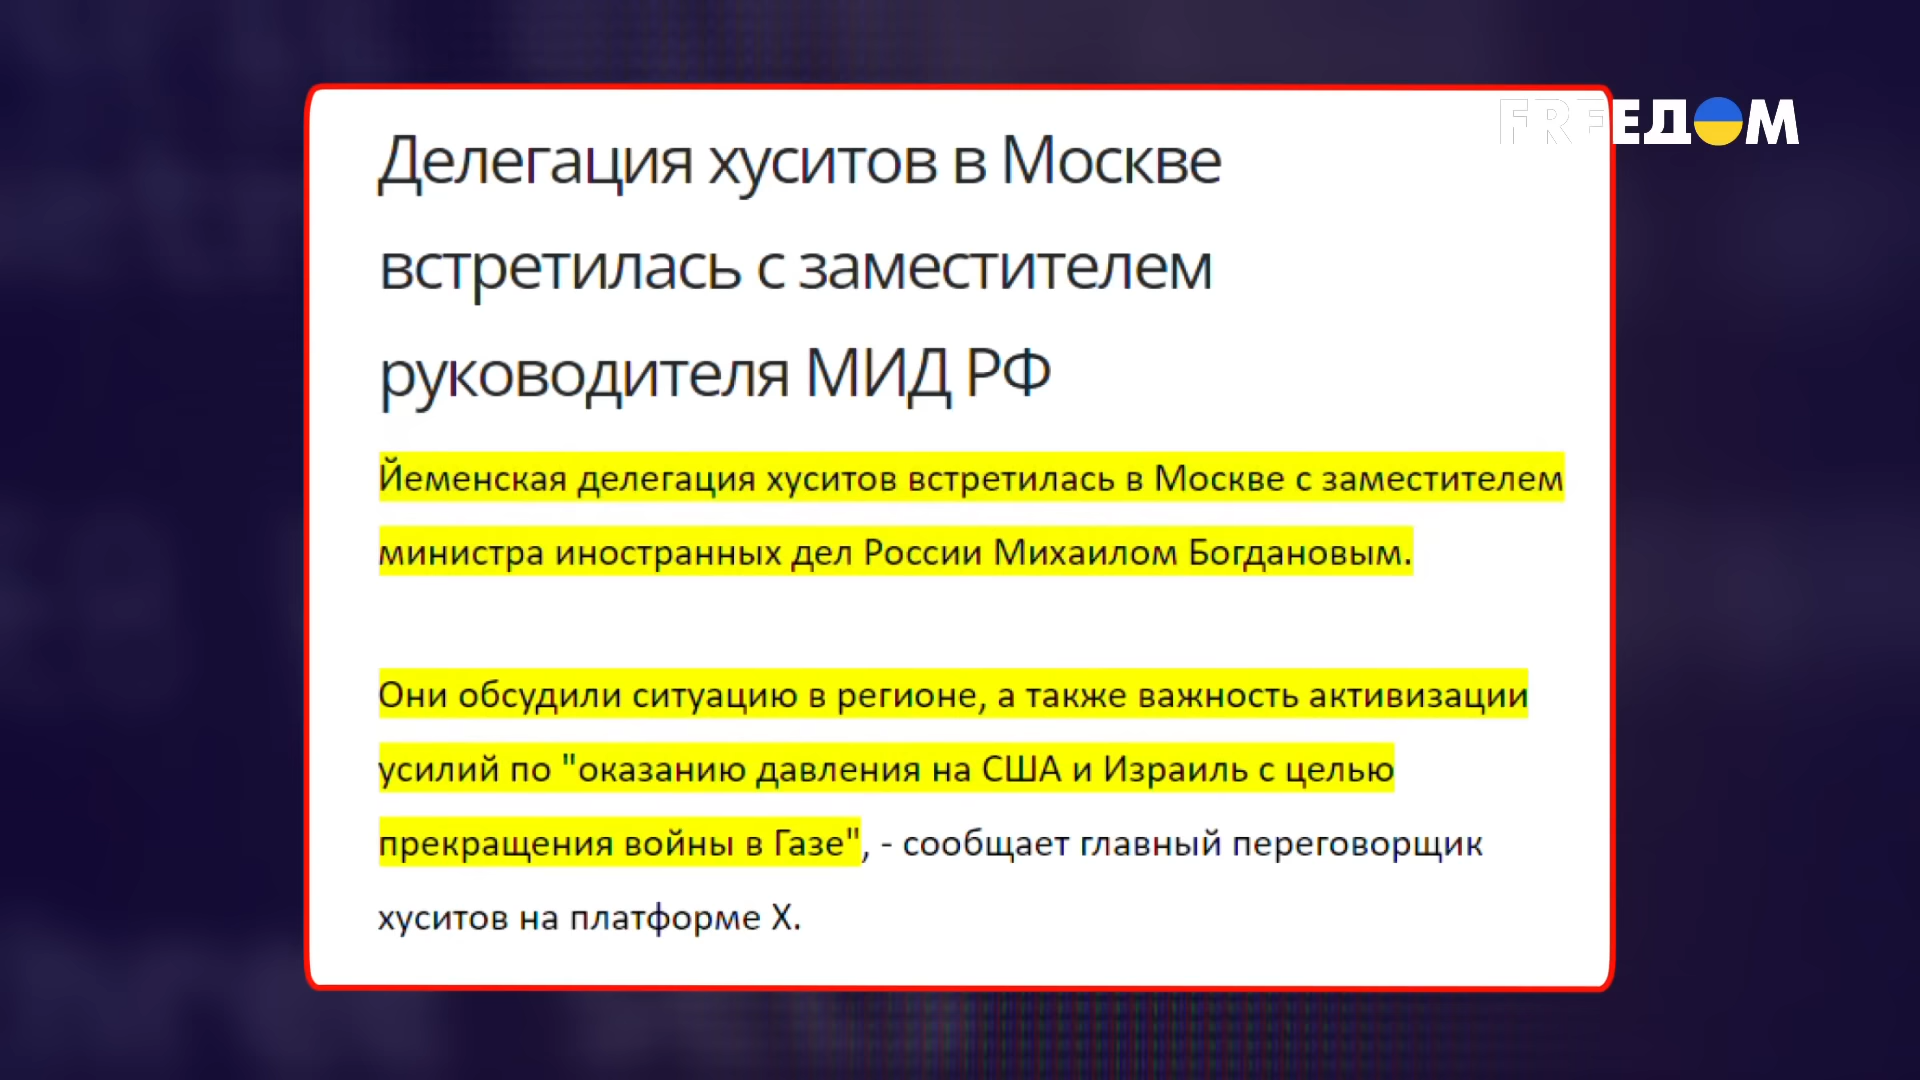 FREEДOM
Делегация хуситов в Москве
встретилась с заместителем
руководителя МИД РФ
Йеменская делегация хуситов встретилась в Москве с заместителем
министра иностранных дел России Михаилом Богдановым.
Они обсудили ситуацию в регионе, а также важность активизации
усилий по "оказанию давления на США и Израиль с целью
прекращения войны в Газе", - сообщает главный переговорщик
хуситов на платформе X.